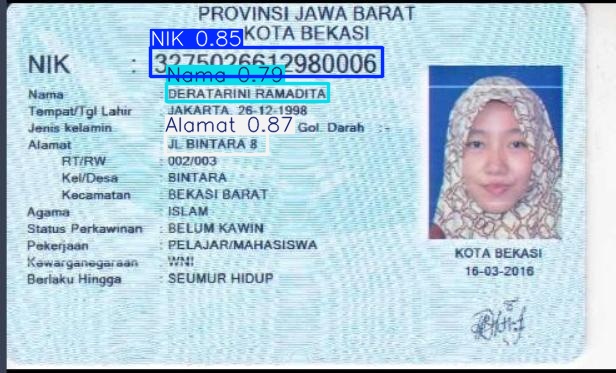 PROVINSI JAWA BARAT
KOTA BEKASI
NIK 0.85
NIK : 3275026612980006
Nama 0.79
Nama : DERATARINI RAMADITA
Tempat/Tgl Lahir : JAKARTA, 26-12-1998
Alamat 0.87
Jenis kelamin Gol. Darah : -
Alamat JL BINTARA 8
RT/RW : 002/003
Kel/Desa : BINTARA
Kecamatan : BEKASI BARAT
Agama : ISLAM
Status Perkawinan : BELUM KAWIN
Pekerjaan : PELAJAR/MAHASISWA
Kewarganegaraan : WNI
Berlaku Hingga : SEUMUR HIDUP
KOTA BEKASI
16-03-2016